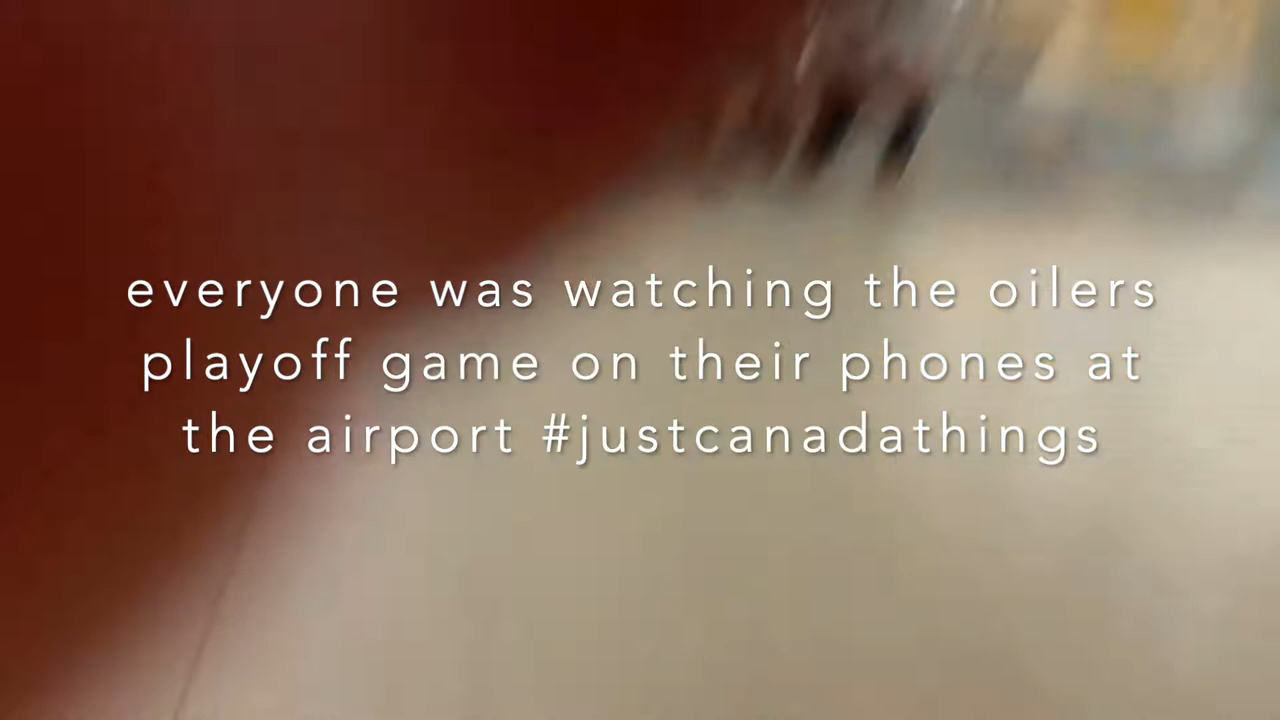 everyone was watching the oilers
playoff game on their phones at
the airport #justcanadathings